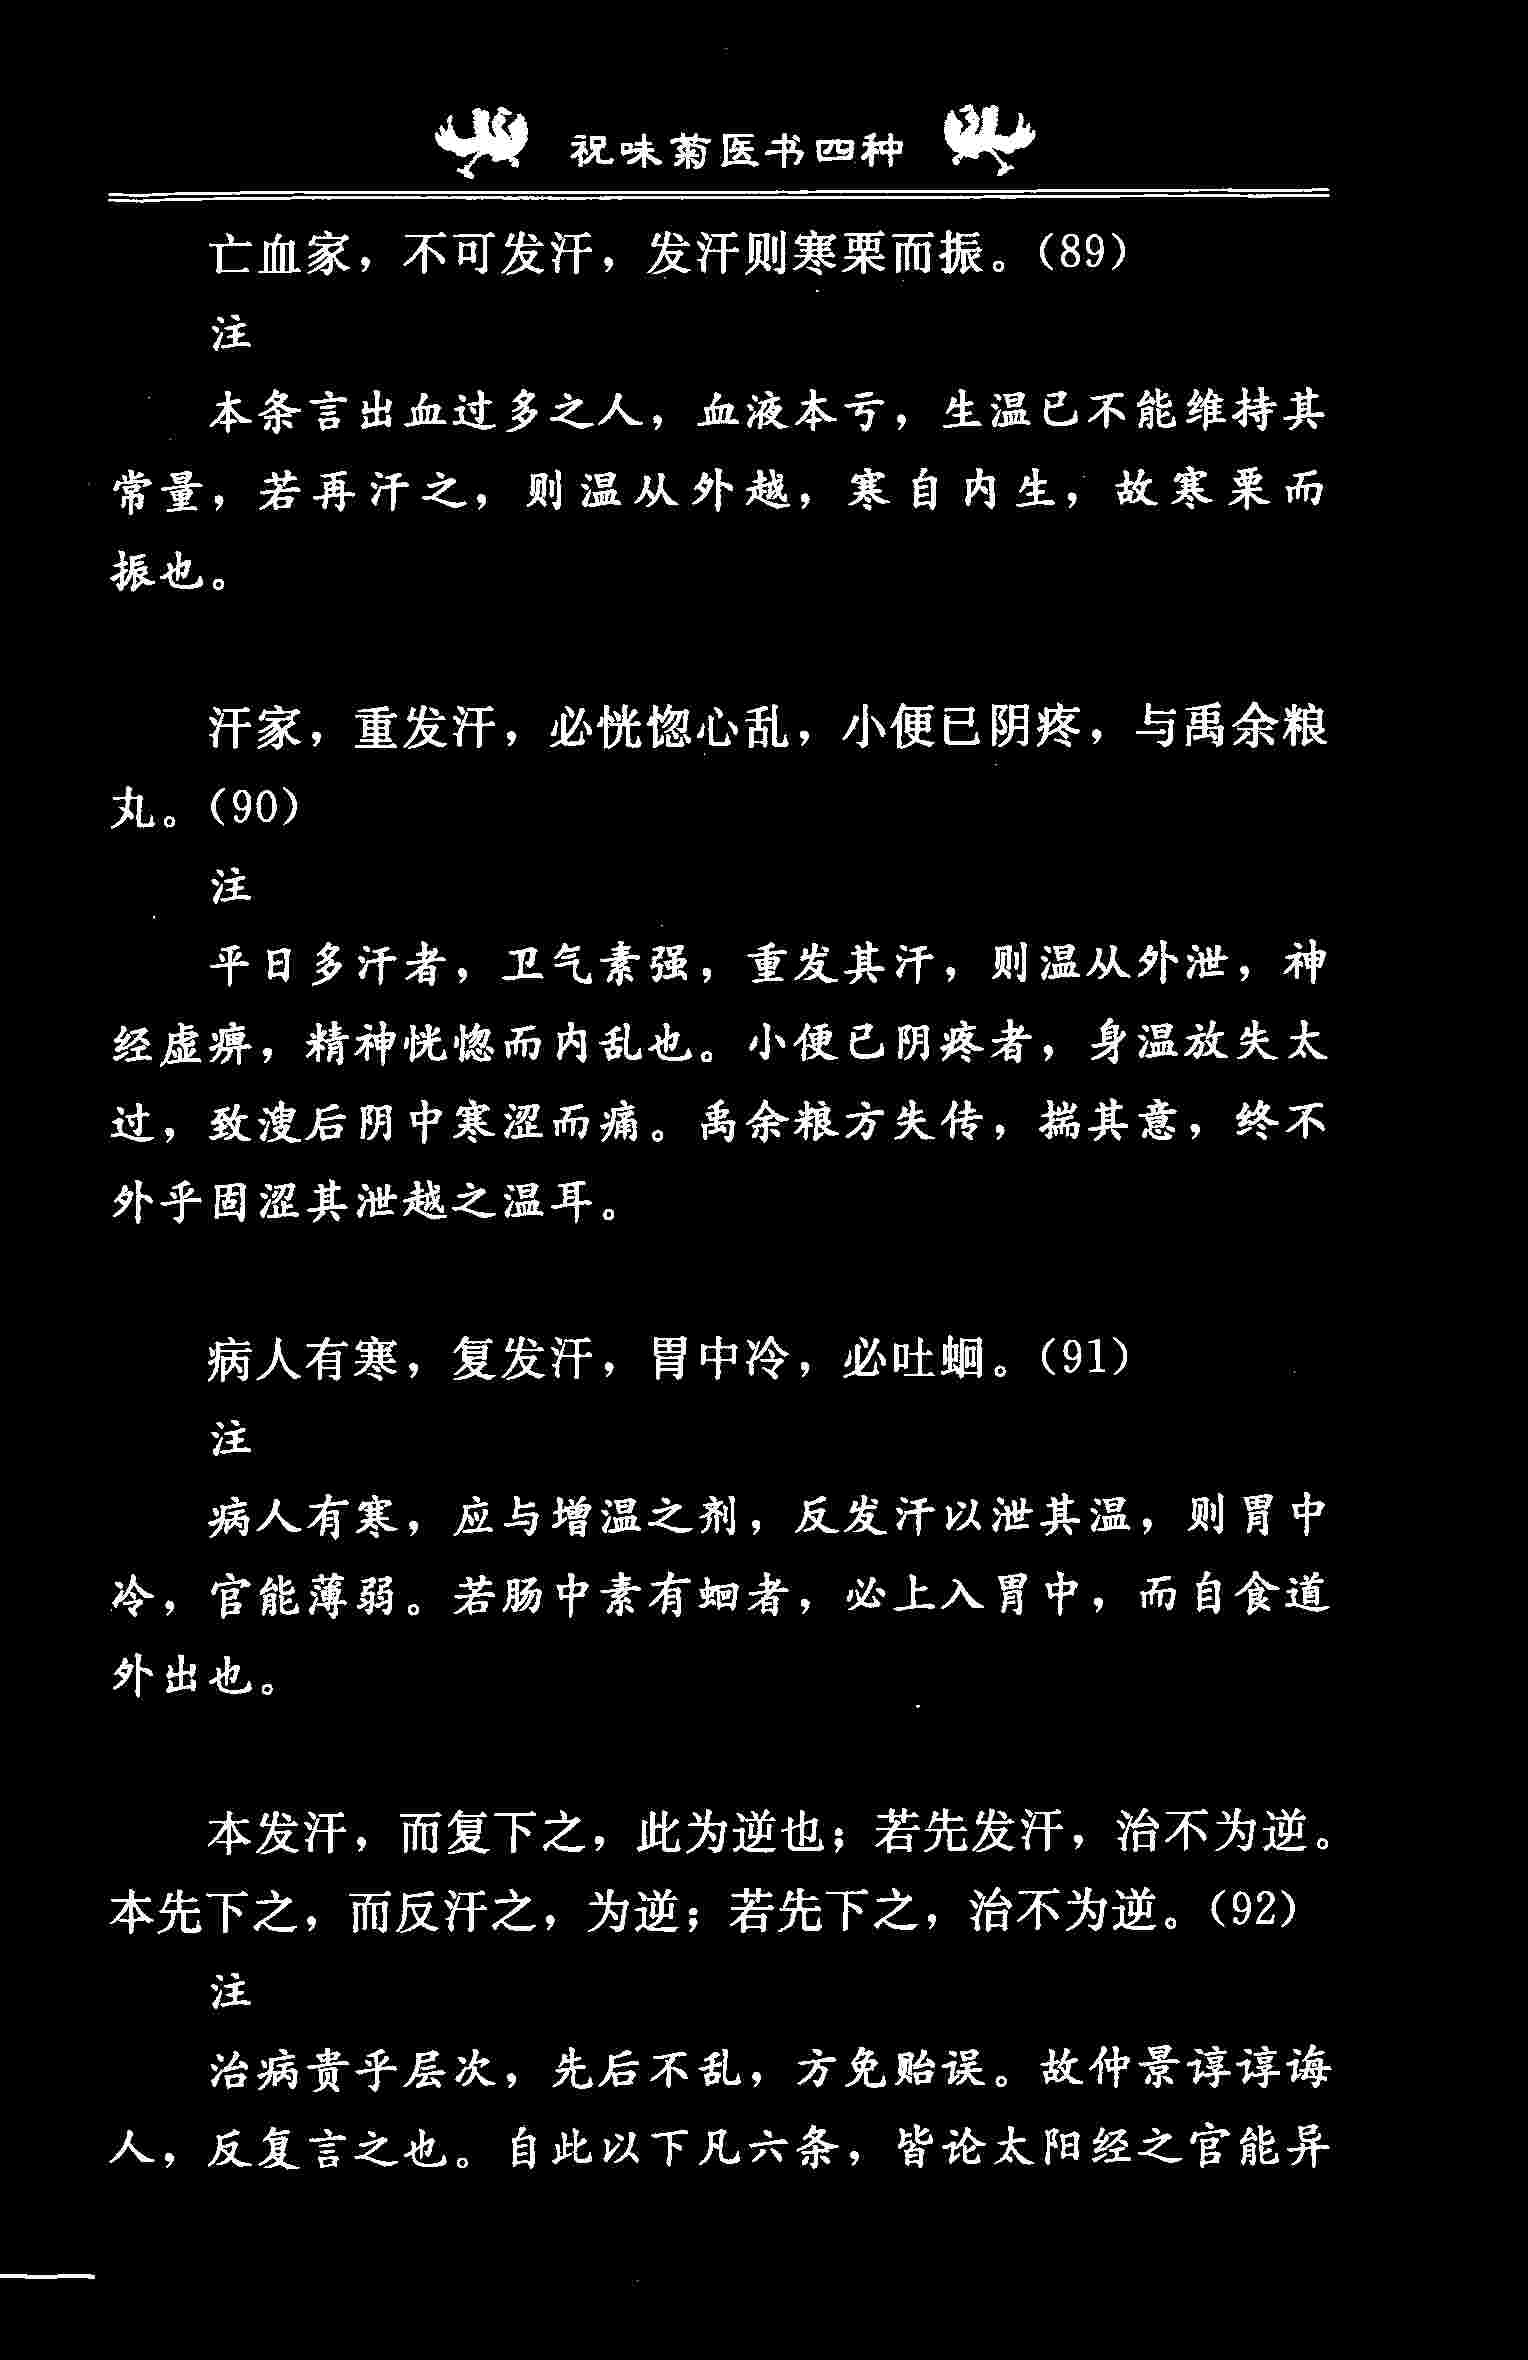 祝味菊医书四种
亡血家，不可发汗，发汗则寒栗而振。（89）
注
本条言出血过多之人，血液本亏，生温已不能维持其
常量，若再汗之，则温从外越，寒自内生，故寒栗而
振也。
汗家，重发汗，必恍惚心乱，小便已阴疼，与禹余粮
丸。（90）
注
平日多汗者，卫气素强，重发其汗，则温从外泄，神
经虚痹，精神恍惚而内乱也。小便已阴疼者，身温放失太
过，致溲后阴中寒涩而痛。禹余粮方失传，揣其意，终不
外乎固涩其泄越之温耳。
病人有寒，复发汗，胃中冷，必吐蛔。（91）
注
病人有寒，应与增温之剂，反发汗以泄其温，则胃中
冷，官能薄弱。若肠中素有蛔者，必上入胃中，而自食道
外出也。
本发汗，而复下之，此为逆也；若先发汗，治不为逆。
本先下之，而反汗之，为逆；若先下之，治不为逆。（92）
注
治病贵乎层次，先后不乱，方免贻误。故仲景谆谆诲
人，反复言之也。自此以下凡六条，皆论太阳经之官能异